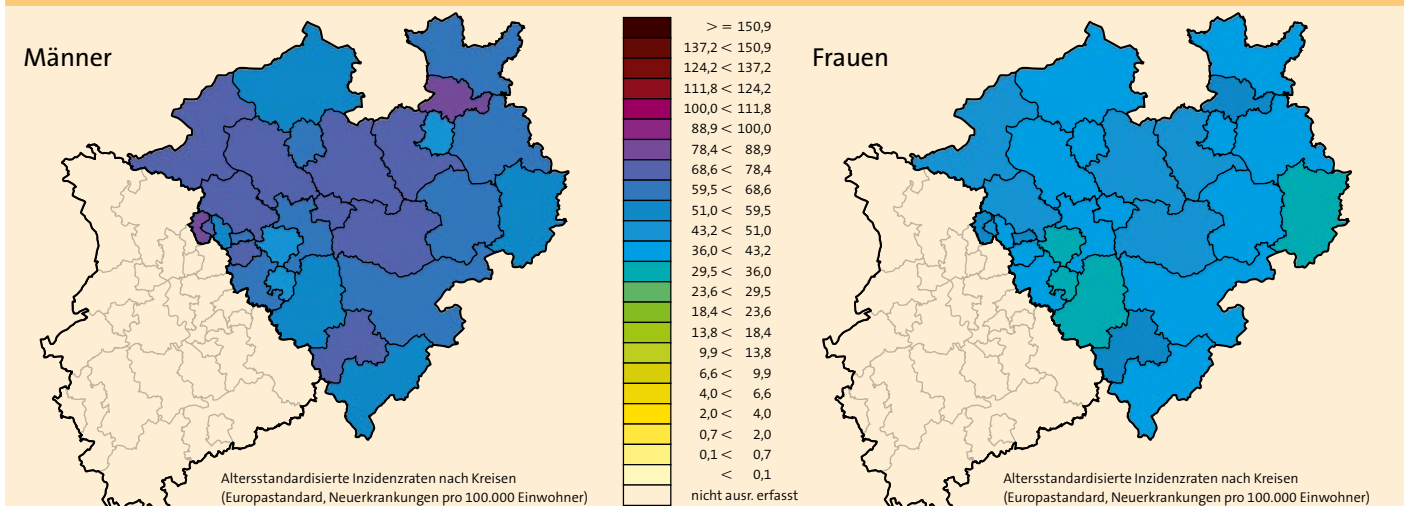 Männer
> = 150,9
137,2 < 150,9
124,2 < 137,2
111,8 < 124,2
100,0 < 111,8
88,9 < 100,0
78,4 < 88,9
68,6 < 78,4
59,5 < 68,6
51,0 < 59,5
43,2 < 51,0
36,0 < 43,2
29,5 < 36,0
23,6 < 29,5
18,4 < 23,6
13,8 < 18,4
9,9 < 13,8
6,6 < 9,9
4,0 < 6,6
2,0 < 4,0
0,7 < 2,0
0,1 < 0,7
< 0,1
nicht ausr. erfasst
Altersstandardisierte Inzidenzraten nach Kreisen
(Europastandard, Neuerkrankungen pro 100.000 Einwohner)
Frauen
Altersstandardisierte Inzidenzraten nach Kreisen
(Europastandard, Neuerkrankungen pro 100.000 Einwohner)